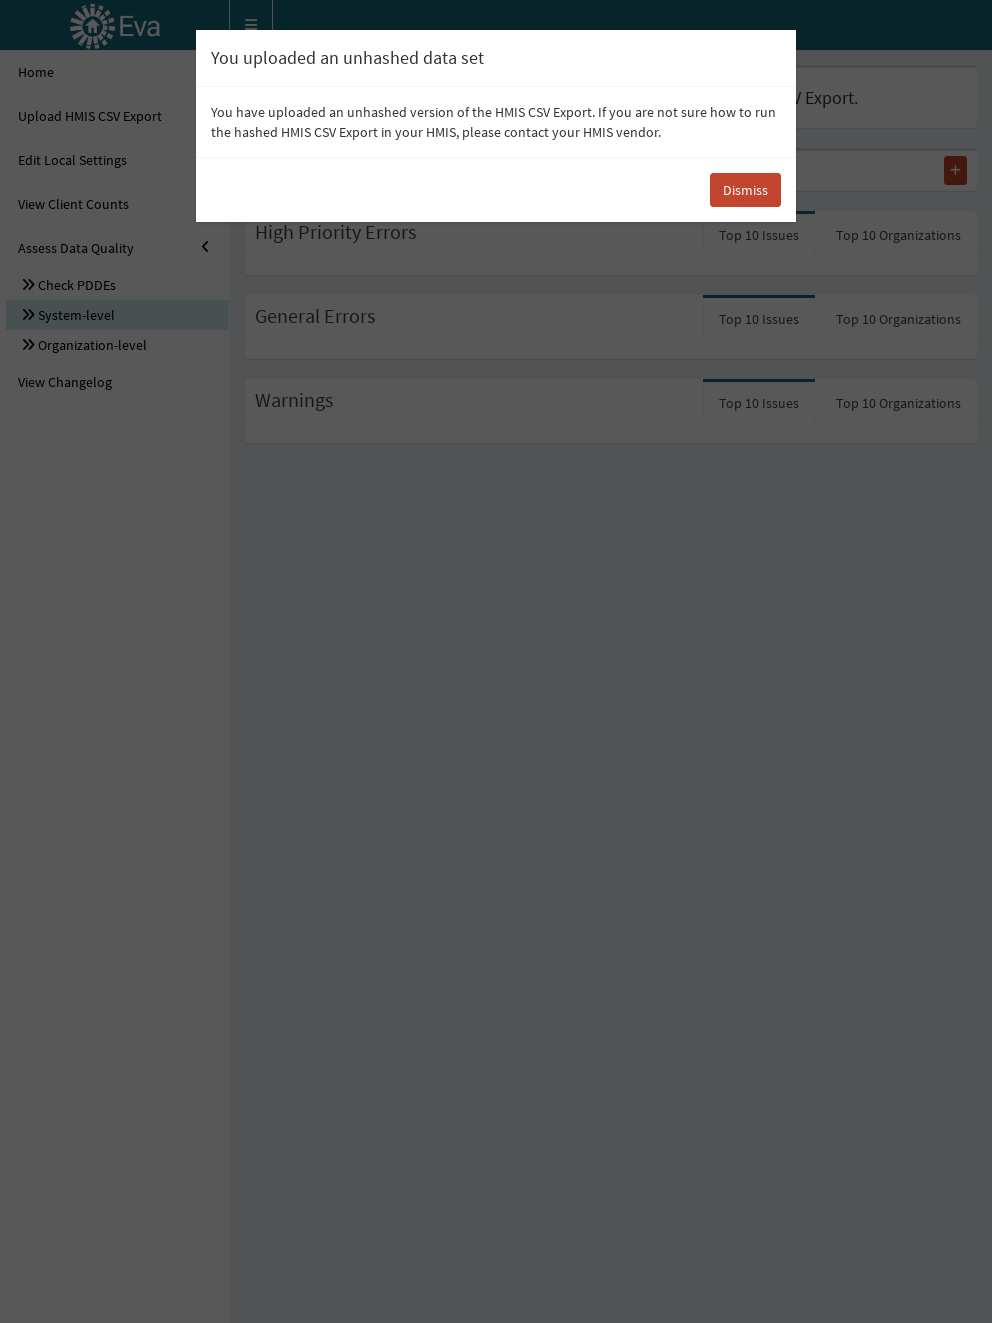 Eva
You uploaded an unhashed data set
You have uploaded an unhashed version of the HMIS CSV Export. If you are not sure how to run
the hashed HMIS CSV Export in your HMIS, please contact your HMIS vendor.
Dismiss
Home
Upload HMIS CSV Export
Edit Local Settings
View Client Counts
Assess Data Quality
Check PDDEs
System-level
Organization-level
View Changelog
Export.
+
High Priority Errors
Top 10 Issues
Top 10 Organizations
General Errors
Top 10 Issues
Top 10 Organizations
Warnings
Top 10 Issues
Top 10 Organizations